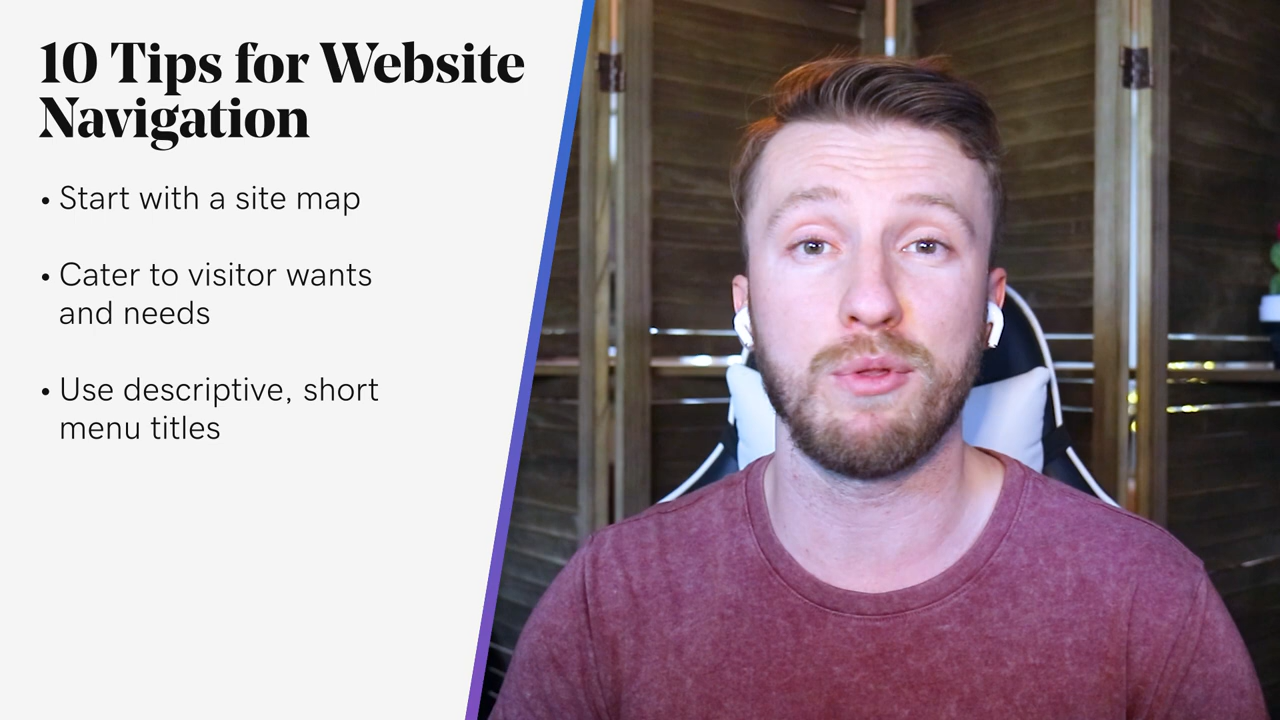 10 Tips for Website
Navigation
• Start with a site map
• Cater to visitor wants
and needs
• Use descriptive, short
menu titles